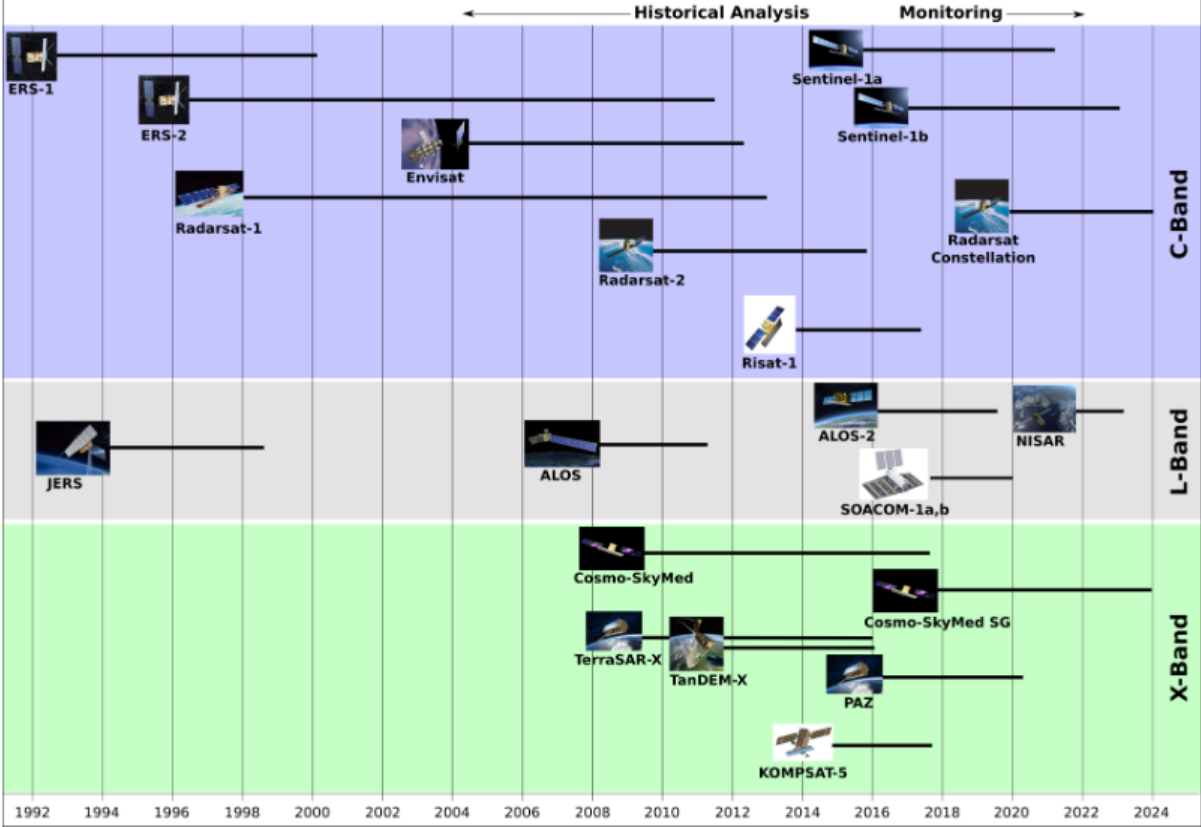 Historical Analysis
Monitoring
ERS-1
ERS-2
Envisat
Radarsat-1
Radarsat-2
Risat-1
Sentinel-1a
Sentinel-1b
Radarsat
Constellation
C-Band
JERS
ALOS
ALOS-2
NISAR
SOACOM-1a,b
L-Band
Cosmo-SkyMed
Cosmo-SkyMed SG
TerraSAR-X
TanDEM-X
PAZ
KOMPSAT-5
X-Band
1992 1994 1996 1998 2000 2002 2004 2006 2008 2010 2012 2014 2016 2018 2020 2022 2024